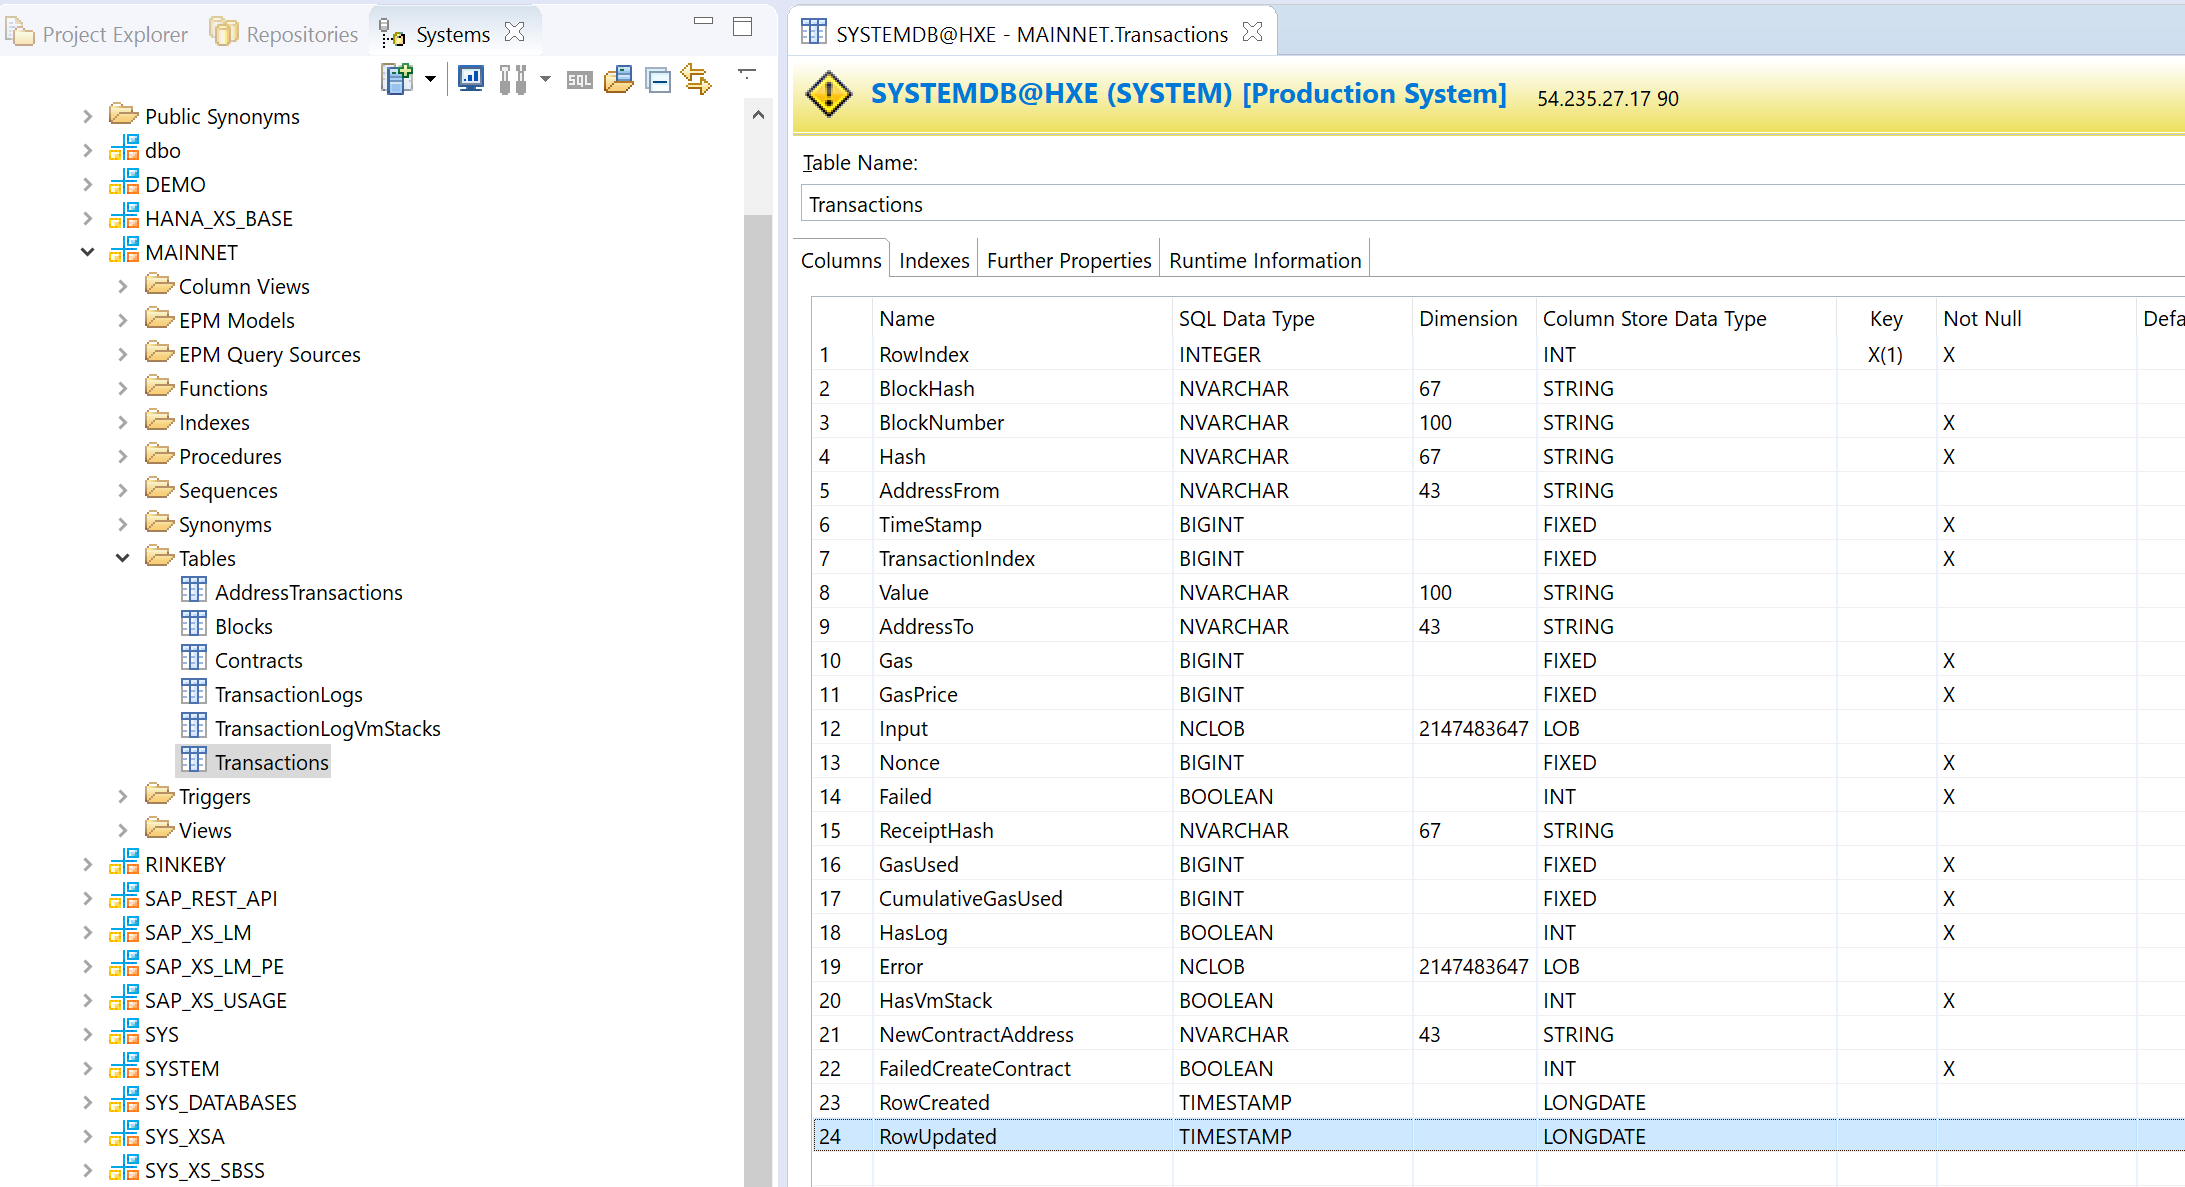 Project Explorer Repositories Systems
SQL
Public Synonyms
dbo
DEMO
HANA_XS_BASE
MAINNET
Column Views
EPM Models
EPM Query Sources
Functions
Indexes
Procedures
Sequences
Synonyms
Tables
AddressTransactions
Blocks
Contracts
TransactionLogs
TransactionLogVmStacks
Transactions
Triggers
Views
RINKEBY
SAP_REST_API
SAP_XS_LM
SAP_XS_LM_PE
SAP_XS_USAGE
SYS
SYSTEM
SYS_DATABASES
SYS_XSA
SYS_XS_SBSS
SYSTEMDB@HXE - MAINNET.Transactions
SYSTEMDB@HXE (SYSTEM) [Production System] 54.235.27.17 90
Table Name:
Transactions
Columns Indexes Further Properties Runtime Information
Name SQL Data Type Dimension Column Store Data Type Key Not Null Defa
1 RowIndex INTEGER INT X(1) X
2 BlockHash NVARCHAR 67 STRING
3 BlockNumber NVARCHAR 100 STRING X
4 Hash NVARCHAR 67 STRING X
5 AddressFrom NVARCHAR 43 STRING
6 TimeStamp BIGINT FIXED X
7 TransactionIndex BIGINT FIXED X
8 Value NVARCHAR 100 STRING
9 AddressTo NVARCHAR 43 STRING
10 Gas BIGINT FIXED X
11 GasPrice BIGINT FIXED X
12 Input NCLOB 2147483647 LOB
13 Nonce BIGINT FIXED X
14 Failed BOOLEAN INT X
15 ReceiptHash NVARCHAR 67 STRING
16 GasUsed BIGINT FIXED X
17 CumulativeGasUsed BIGINT FIXED X
18 HasLog BOOLEAN INT X
19 Error NCLOB 2147483647 LOB
20 HasVmStack BOOLEAN INT X
21 NewContractAddress NVARCHAR 43 STRING
22 FailedCreateContract BOOLEAN INT X
23 RowCreated TIMESTAMP LONGDATE
24 RowUpdated TIMESTAMP LONGDATE